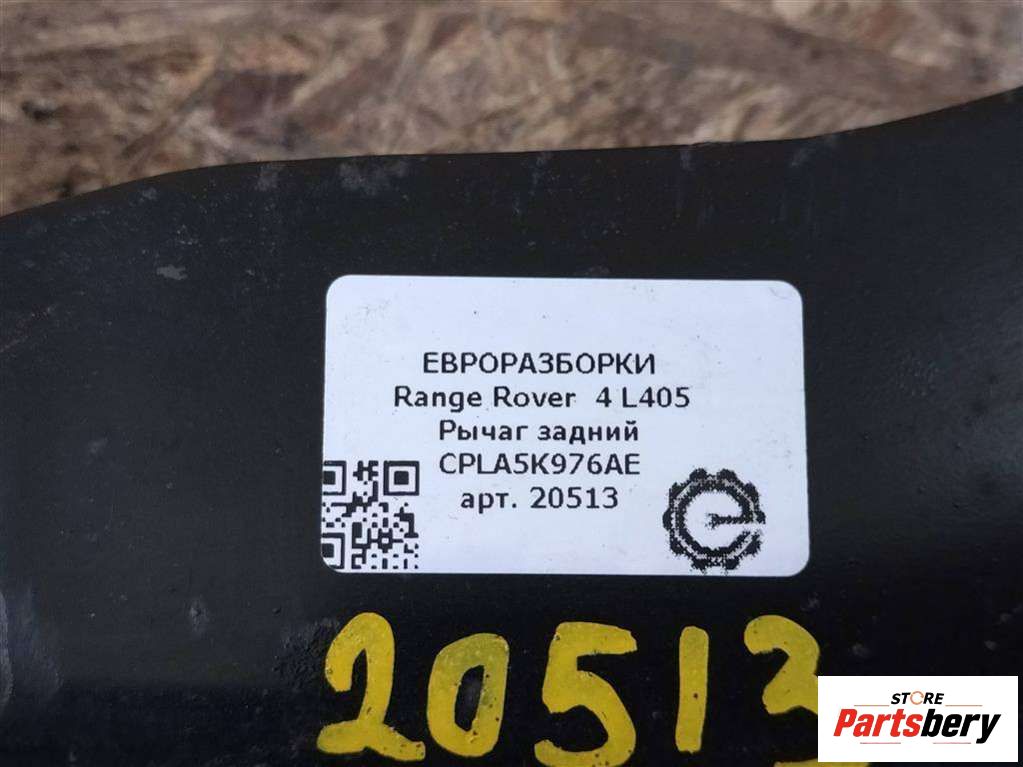 ЕВРОРАЗБОРКИ
Range Rover 4 L405
Рычаг задний
CPLA5K976AE
арт. 20513
20513
STORE
Partsbery